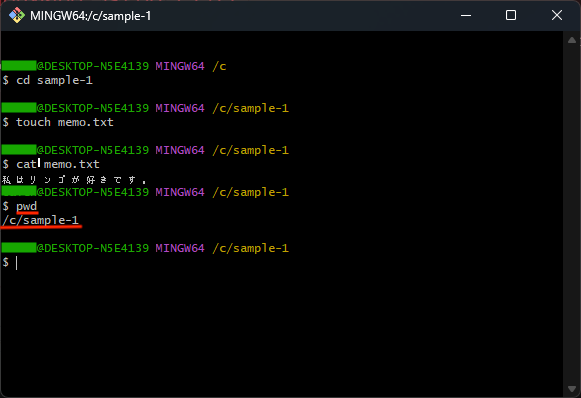 MINGW64:/c/sample-1
@DESKTOP-N5E4139 MINGW64 /c
$ cd sample-1
@DESKTOP-N5E4139 MINGW64 /c/sample-1
$ touch memo.txt
@DESKTOP-N5E4139 MINGW64 /c/sample-1
$ cat memo.txt
私はリンゴが好きです。
@DESKTOP-N5E4139 MINGW64 /c/sample-1
$ pwd
/c/sample-1
@DESKTOP-N5E4139 MINGW64 /c/sample-1
$